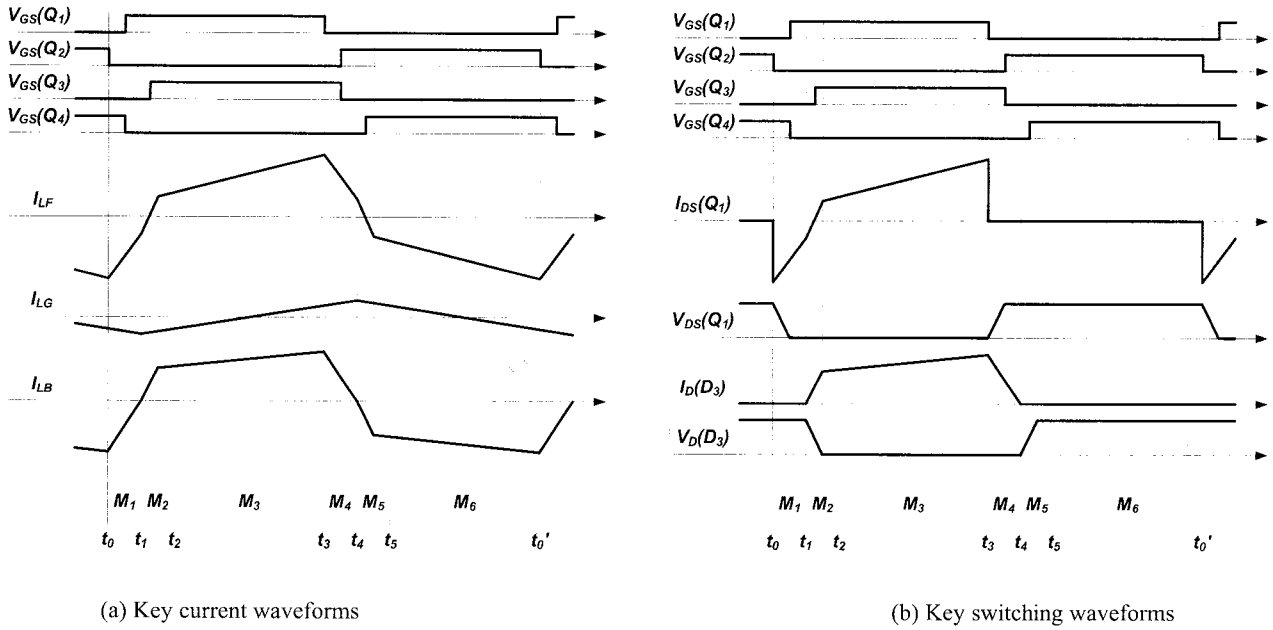 V_GS(Q_1)
V_GS(Q_2)
V_GS(Q_3)
V_GS(Q_4)
I_LF
I_LG
I_LB
M_1 M_2 M_3 M_4 M_5 M_6
t_0 t_1 t_2 t_3 t_4 t_5 t_0'
(a) Key current waveforms
V_GS(Q_1)
V_GS(Q_2)
V_GS(Q_3)
V_GS(Q_4)
I_DS(Q_1)
V_DS(Q_1)
I_D(D_3)
V_D(D_3)
M_1 M_2 M_3 M_4 M_5 M_6
t_0 t_1 t_2 t_3 t_4 t_5 t_0'
(b) Key switching waveforms